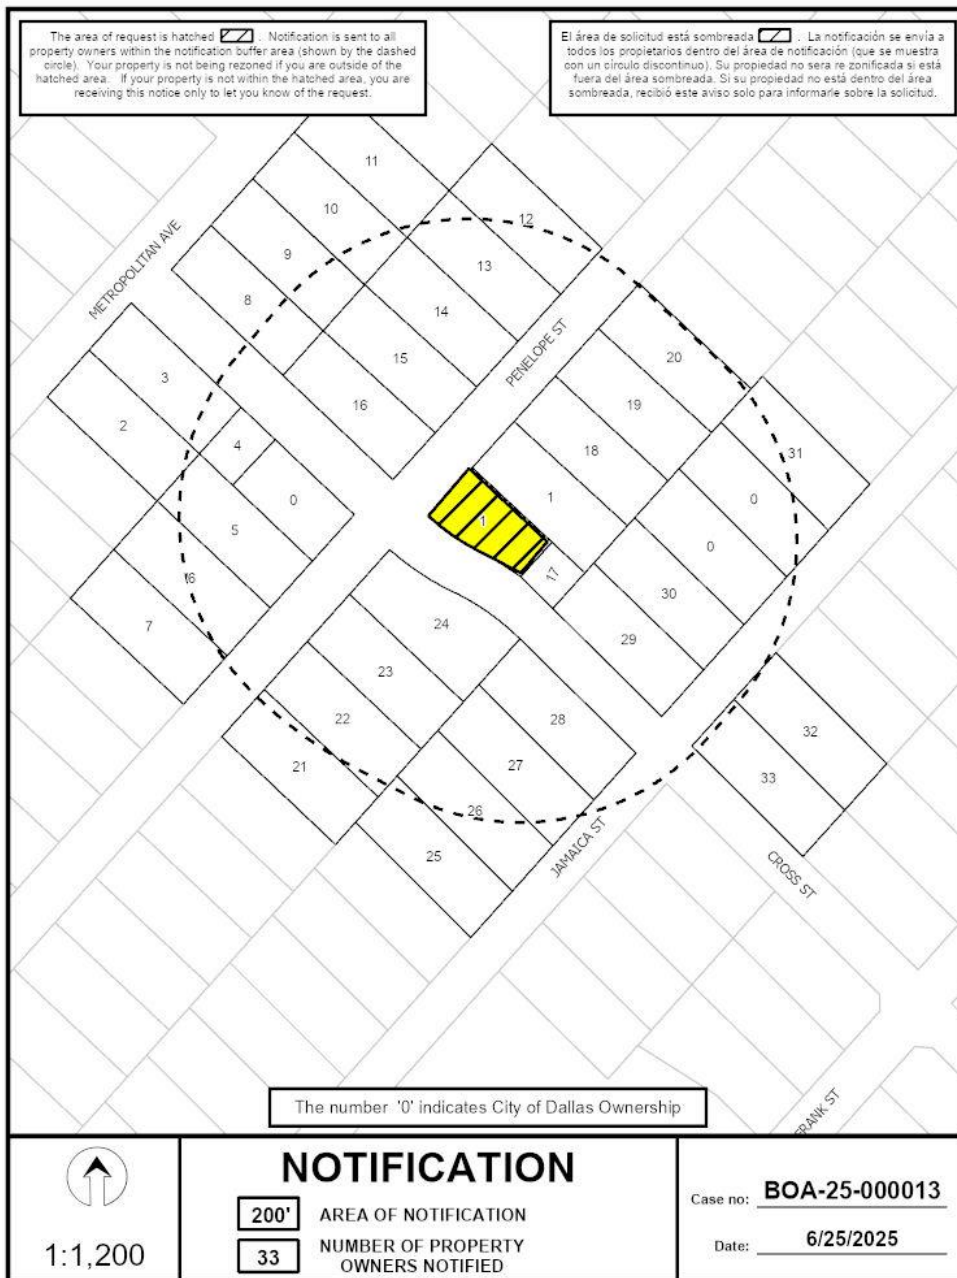 The area of request is hatched . Notification is sent to all
property owners within the notification buffer area (shown by the dashed
circle). Your property is not being rezoned if you are outside of the
hatched area. If your property is not within the hatched area, you are
receiving this notice only to let you know of the request.
El área de solicitud está sombreada . La notificación se envía a
todos los propietarios dentro del área de notificación (que se muestra
con un círculo discontinuo). Su propiedad no sera re zonificada si está
fuera del área sombreada. Si su propiedad no está dentro del área
sombreada, recibió este aviso solo para informarle sobre la solicitud.
11
10
12
METROPOLITAN AVE
9
13
8
14
PENELOPE ST
15
20
3
16
19
2
4
18
31
0
1
0
5
1
0
6
17
30
7
24
29
23
28
22
32
21
27
33
26
25
JAMAICA ST
CROSS ST
FRANK ST
The number '0' indicates City of Dallas Ownership
1:1,200
NOTIFICATION
200' AREA OF NOTIFICATION
33 NUMBER OF PROPERTY
OWNERS NOTIFIED
Case no: BOA-25-000013
Date: 6/25/2025